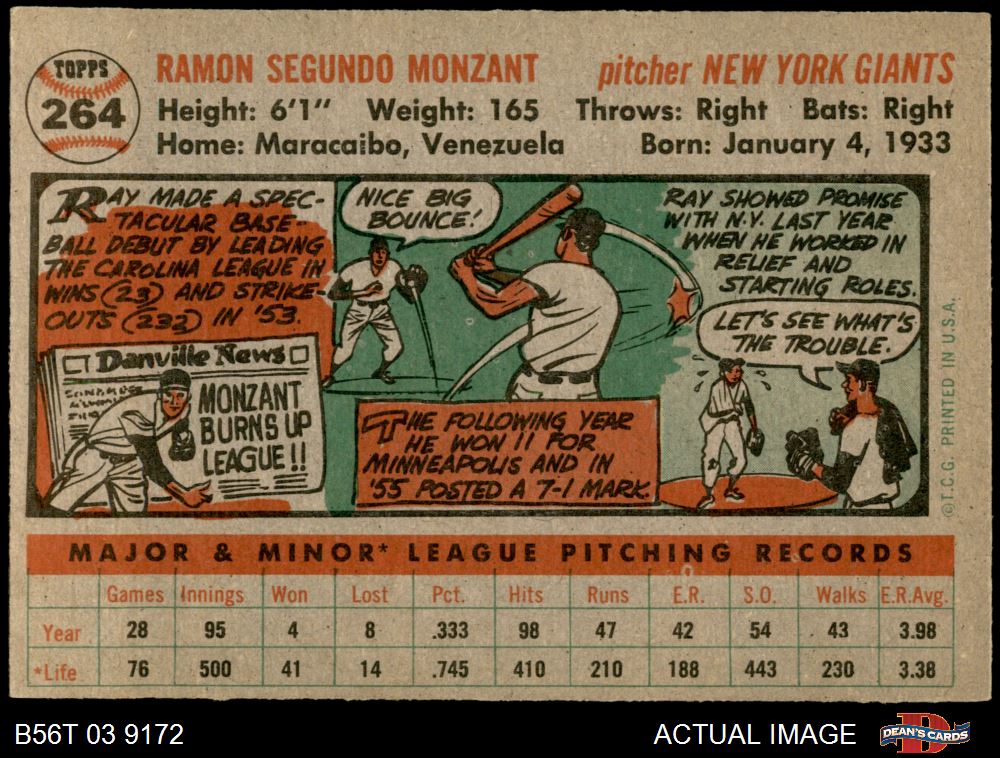 TOPPS
264
RAMON SEGUNDO MONZANT
pitcher NEW YORK GIANTS
Height: 6'1" Weight: 165 Throws: Right Bats: Right
Home: Maracaibo, Venezuela Born: January 4, 1933
RAY MADE A SPEC-
TACULAR BASE-
BALL DEBUT BY LEADING
THE CAROLINA LEAGUE IN
WINS (23) AND STRIKE-
OUTS (232) IN '53.
Danville News
MONZANT
BURNS UP
LEAGUE!!
NICE BIG
BOUNCE!
THE FOLLOWING YEAR
HE WON 11 FOR
MINNEAPOLIS AND IN
'55 POSTED A 7-1 MARK.
RAY SHOWED PROMISE
WITH N.Y. LAST YEAR
WHEN HE WORKED IN
RELIEF AND
STARTING ROLES.
LET'S SEE WHAT'S
THE TROUBLE.
©T.C.G. PRINTED IN U.S.A.
MAJOR & MINOR* LEAGUE PITCHING RECORDS
Games Innings Won Lost Pct. Hits Runs E.R. S.O. Walks E.R.Avg.
Year 28 95 4 8 .333 98 47 42 54 43 3.98
*Life 76 500 41 14 .745 410 210 188 443 230 3.38
B56T 03 9172
ACTUAL IMAGE
DEAN'S CARDS